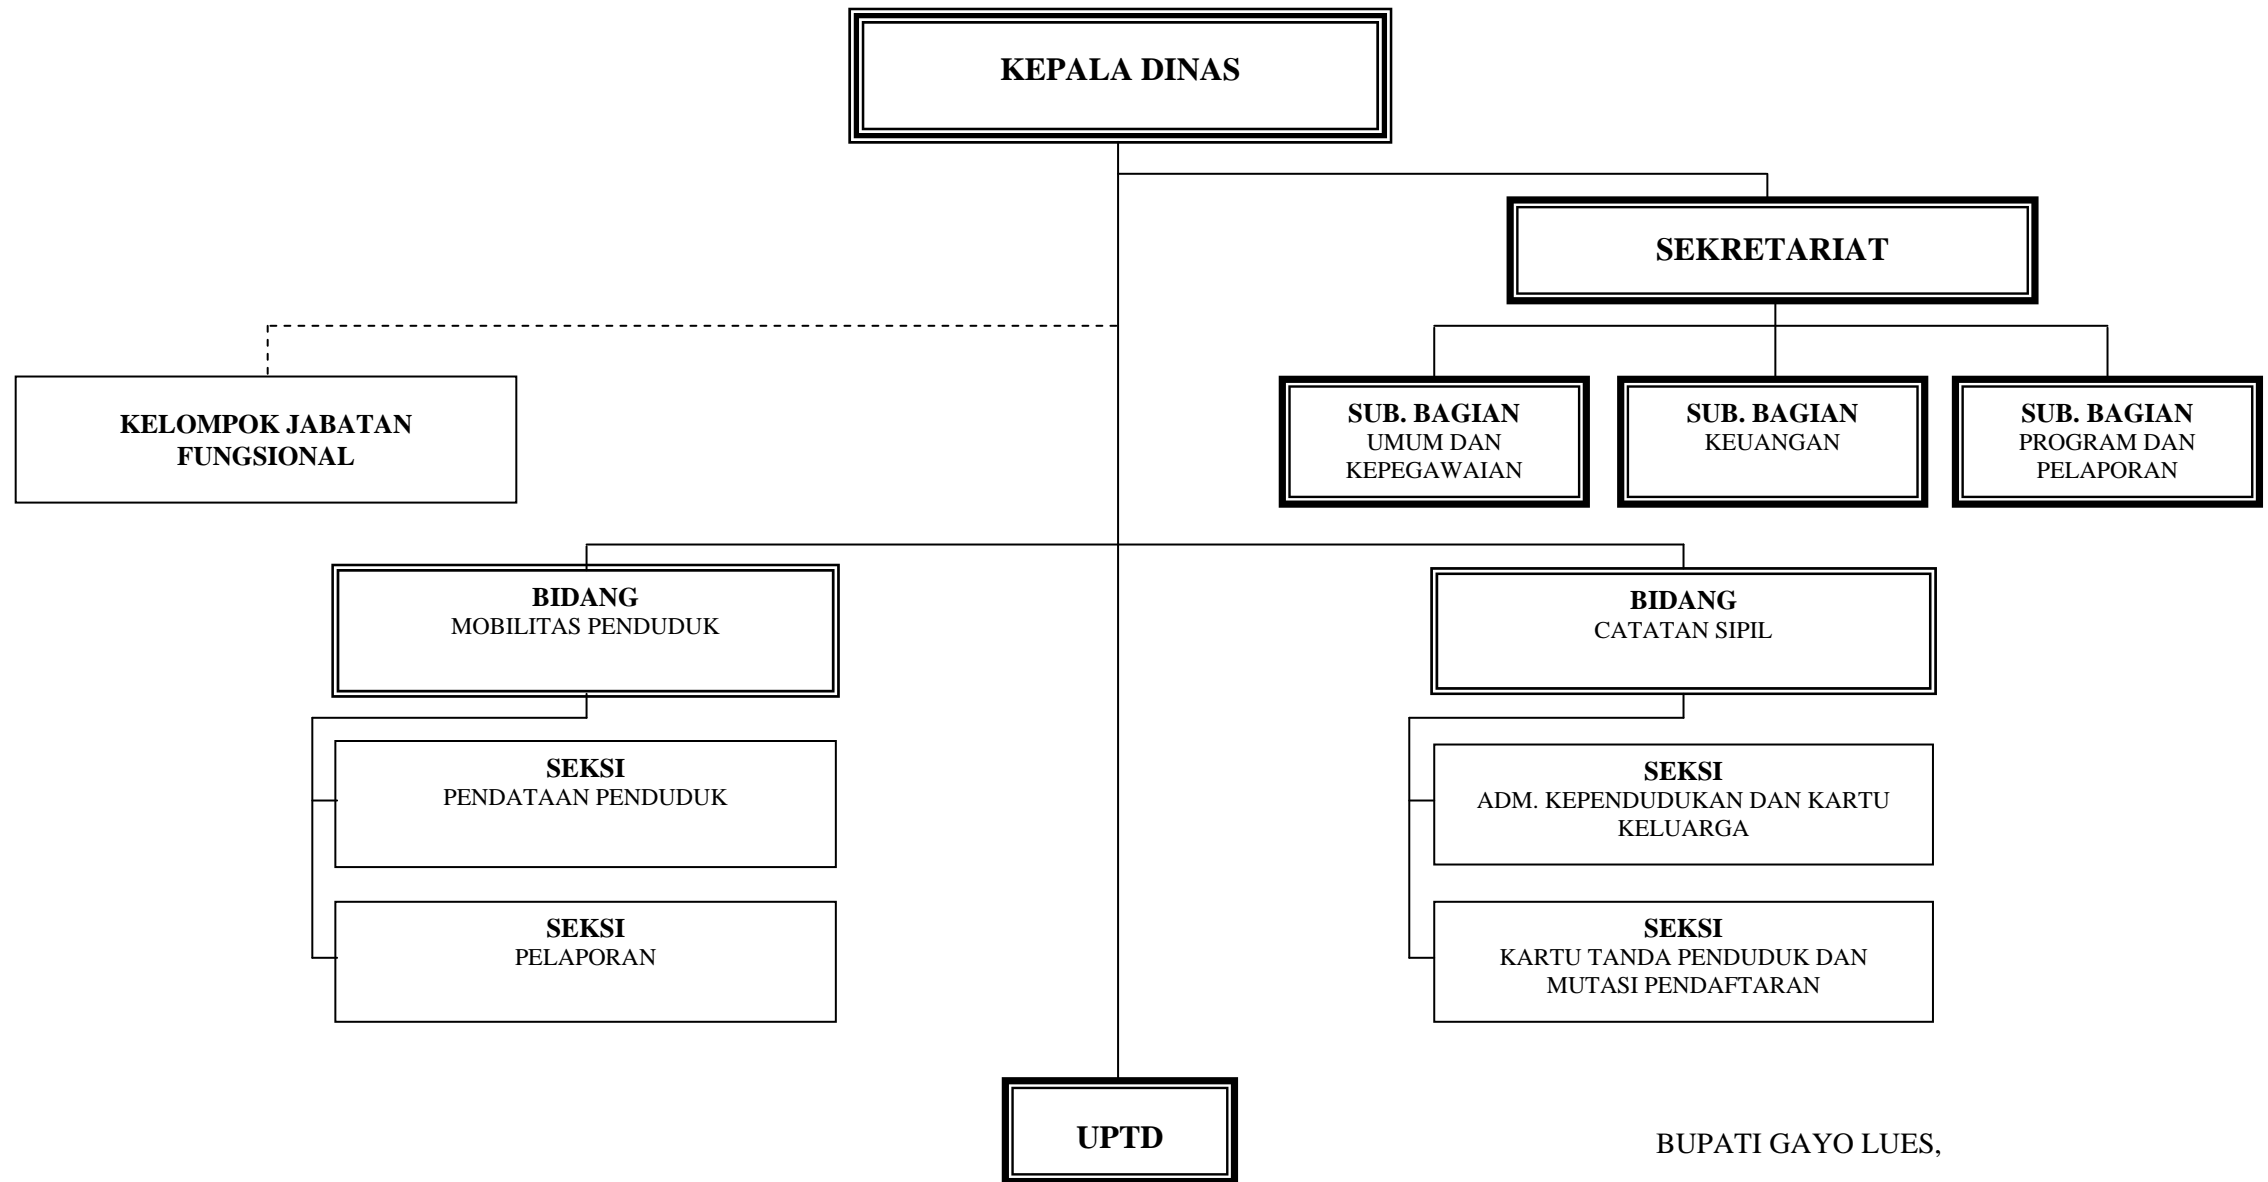 KEPALA DINAS
SEKRETARIAT
KELOMPOK JABATAN
FUNGSIONAL
SUB. BAGIAN
UMUM DAN
KEPEGAWAIAN
SUB. BAGIAN
KEUANGAN
SUB. BAGIAN
PROGRAM DAN
PELAPORAN
BIDANG
MOBILITAS PENDUDUK
BIDANG
CATATAN SIPIL
SEKSI
PENDATAAN PENDUDUK
SEKSI
ADM. KEPENDUDUKAN DAN KARTU
KELUARGA
SEKSI
PELAPORAN
SEKSI
KARTU TANDA PENDUDUK DAN
MUTASI PENDAFTARAN
UPTD
BUPATI GAYO LUES,